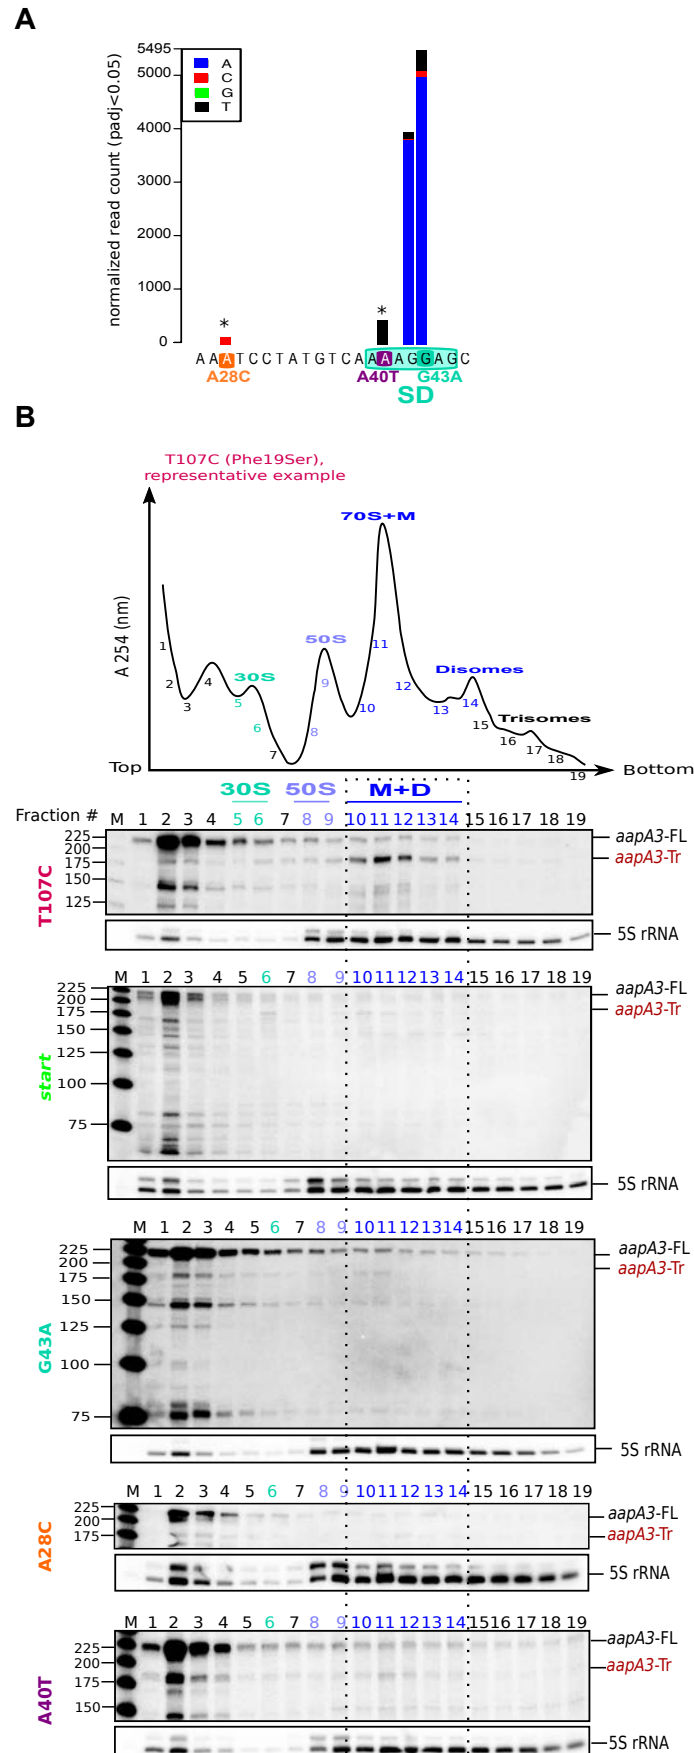 A
normalized read count (padj<0.05)
5495
5000
4000
3000
2000
1000
0
A
C
G
T
*
*
A A A T C C T A T G T C A A A A G G A G C
A28C
A40T
G43A
SD
B
T107C (Phe19Ser),
representative example
A 254 (nm)
70S+M
50S
30S
Disomes
Trisomes
1 2 3 4 5 6 7 8 9 10 11 12 13 14 15 16 17 18 19
Top
Bottom
30S 50S M+D
Fraction # M 1 2 3 4 5 6 7 8 9 10 11 12 13 14 15 16 17 18 19
T107C
225
200
175
150
125
aapA3-FL
aapA3-Tr
5S rRNA
M 1 2 3 4 5 6 7 8 9 10 11 12 13 14 15 16 17 18 19
start
225
200
175
150
125
100
75
aapA3-FL
aapA3-Tr
5S rRNA
M 1 2 3 4 5 6 7 8 9 10 11 12 13 14 15 16 17 18 19
G43A
225
200
175
150
125
100
75
aapA3-FL
aapA3-Tr
5S rRNA
M 1 2 3 4 5 6 7 8 9 10 11 12 13 14 15 16 17 18 19
A28C
225
200
175
aapA3-FL
aapA3-Tr
5S rRNA
M 1 2 3 4 5 6 7 8 9 10 11 12 13 14 15 16 17 18 19
A40T
225
200
175
150
aapA3-FL
aapA3-Tr
5S rRNA